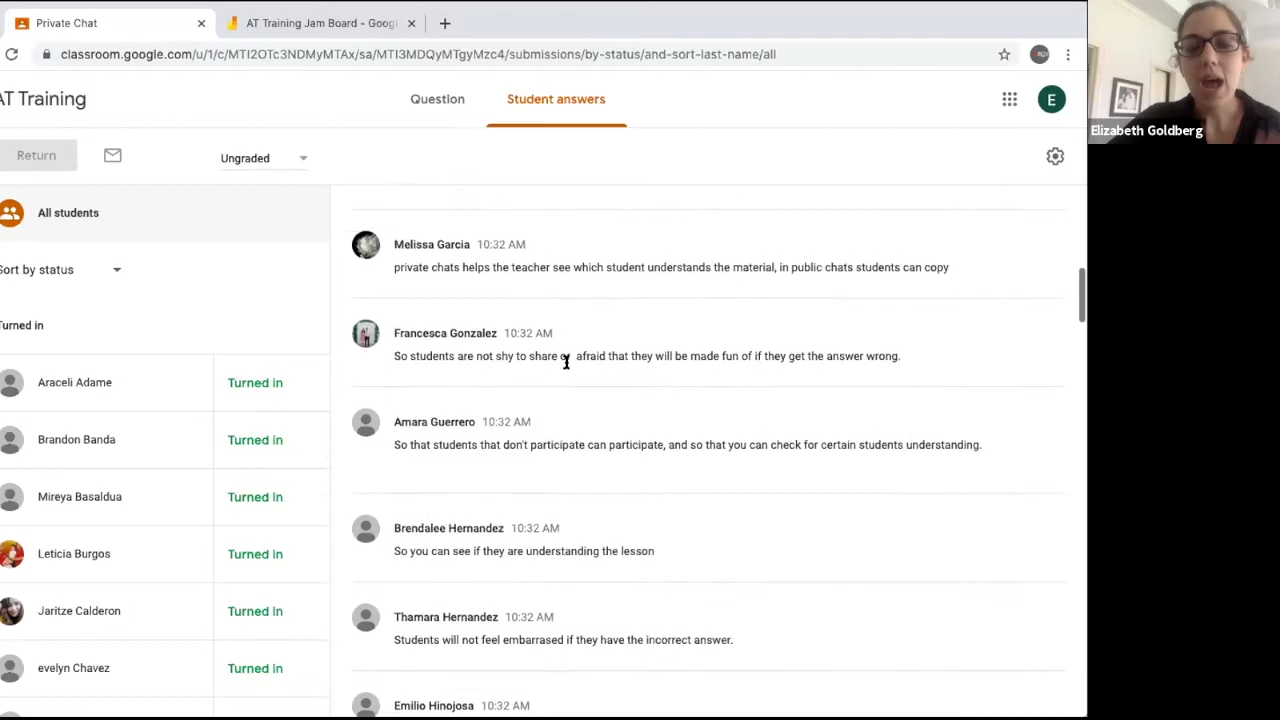 Private Chat
AT Training Jam Board - Googl
classroom.google.com/u/1/c/MTI2OTc3NDMyMTAx/sa/MTI3MDQyMTgyMzc4/submissions/by-status/and-sort-last-name/all
Elizabeth Goldberg
AT Training
Question
Student answers
E
Return
Ungraded
All students
Sort by status
Turned in
Araceli Adame Turned in
Brandon Banda Turned in
Mireya Basaldua Turned in
Leticia Burgos Turned in
Jaritze Calderon Turned in
evelyn Chavez Turned in
Melissa Garcia 10:32 AM
private chats helps the teacher see which student understands the material, in public chats students can copy
Francesca Gonzalez 10:32 AM
So students are not shy to share or afraid that they will be made fun of if they get the answer wrong.
Amara Guerrero 10:32 AM
So that students that don't participate can participate, and so that you can check for certain students understanding.
Brendalee Hernandez 10:32 AM
So you can see if they are understanding the lesson
Thamara Hernandez 10:32 AM
Students will not feel embarrased if they have the incorrect answer.
Emilio Hinojosa 10:32 AM